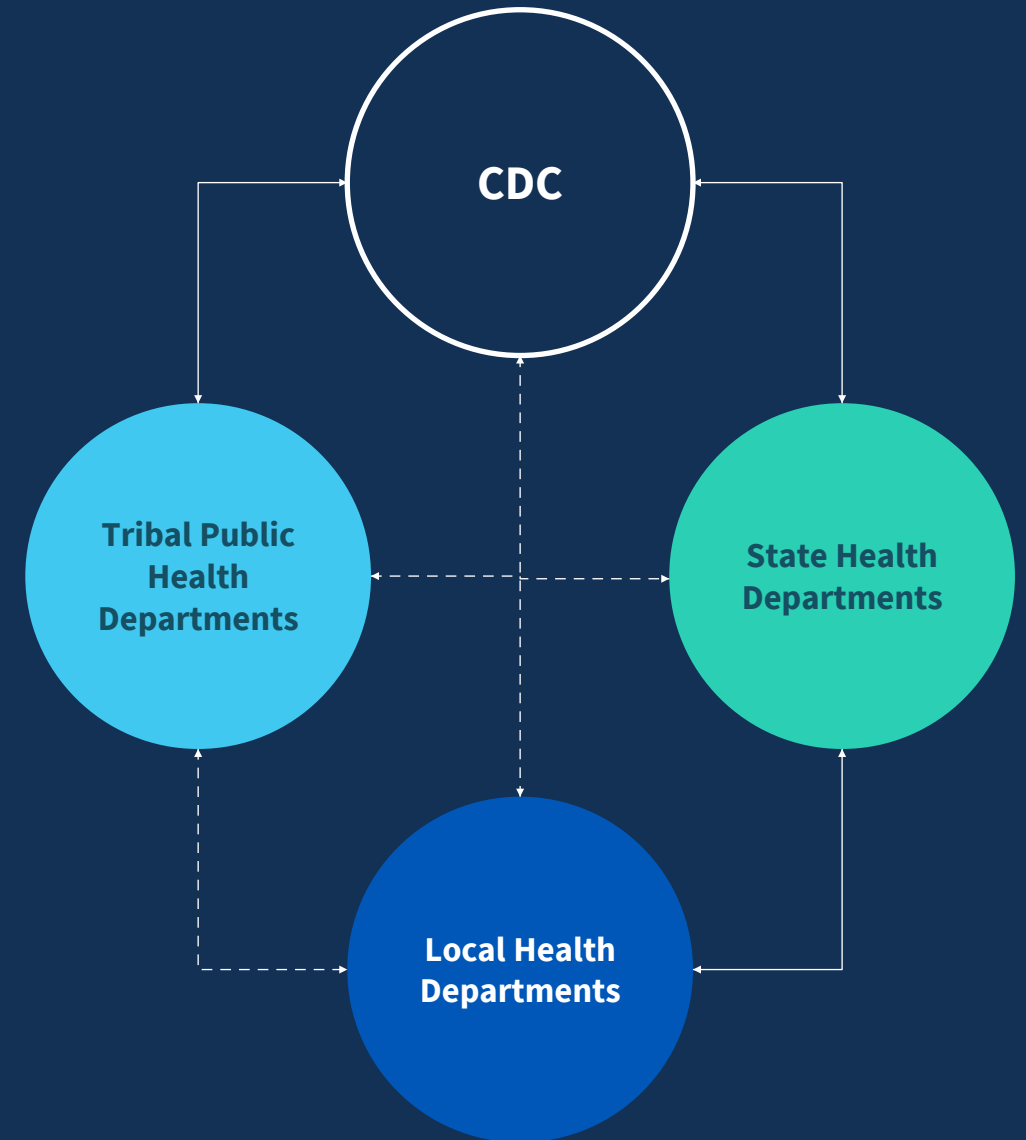 CDC
Tribal Public
Health
Departments
State Health
Departments
Local Health
Departments